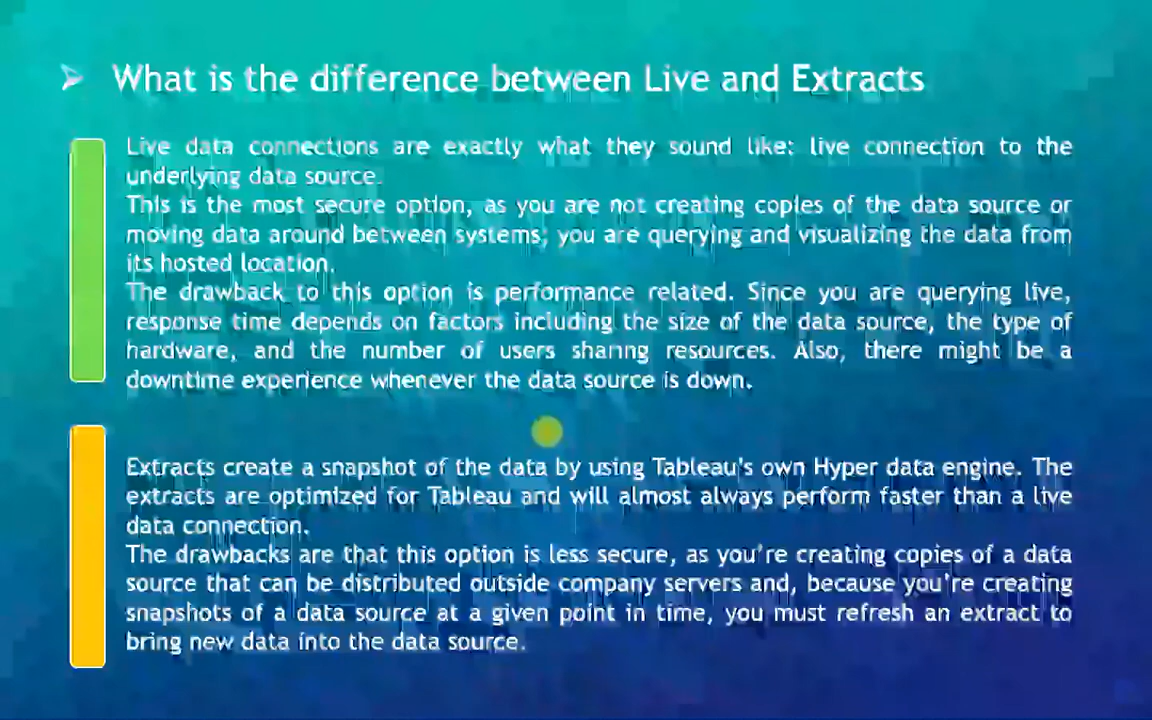 What is the difference between Live and Extracts
Live data connections are exactly what they sound like: live connection to the
underlying data source.
This is the most secure option, as you are not creating copies of the data source or
moving data around between systems; you are querying and visualizing the data from
its hosted location.
The drawback to this option is performance related. Since you are querying live,
response time depends on factors including the size of the data source, the type of
hardware, and the number of users sharing resources. Also, there might be a
downtime experience whenever the data source is down.
Extracts create a snapshot of the data by using Tableau's own Hyper data engine. The
extracts are optimized for Tableau and will almost always perform faster than a live
data connection.
The drawbacks are that this option is less secure, as you're creating copies of a data
source that can be distributed outside company servers and, because you're creating
snapshots of a data source at a given point in time, you must refresh an extract to
bring new data into the data source.